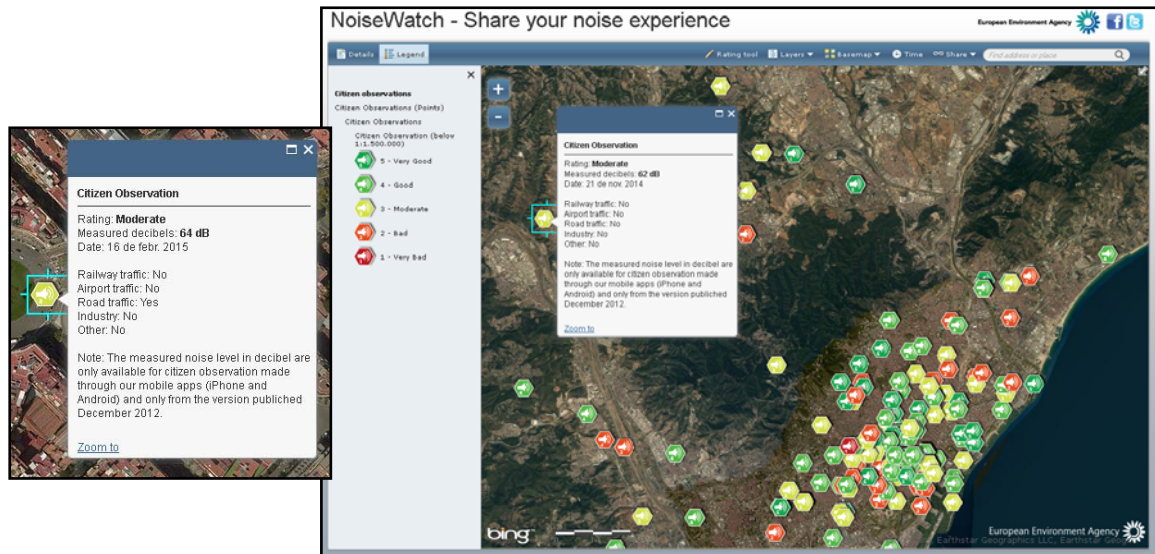 NoiseWatch - Share your noise experience
European Environment Agency
Details
Legend
Rating tool
Layers
Basemap
Time
Share
Find address or place
Citizen observations
Citizen Observations (Points)
Citizen Observations
Citizen Observation (below
1:1.500.000)
5 - Very Good
4 - Good
3 - Moderate
2 - Bad
1 - Very Bad
Citizen Observation
Rating: Moderate
Measured decibels: 64 dB
Date: 16 de febr. 2015
Railway traffic: No
Airport traffic: No
Road traffic: Yes
Industry: No
Other: No
Note: The measured noise level in decibel are
only available for citizen observation made
through our mobile apps (iPhone and
Android) and only from the version publiched
December 2012.
Zoom to
+
-
Citizen Observation
Rating: Moderate
Measured decibels: 62 dB
Date: 21 de nov. 2014
Railway traffic: No
Airport traffic: No
Road traffic: No
Industry: No
Other: No
Note: The measured noise level in decibel are
only available for citizen observation made
through our mobile apps (iPhone and
Android) and only from the version publiched
December 2012.
Zoom to
bing
European Environment Agency
Earthstar Geographics LLC, Earthstar Geog